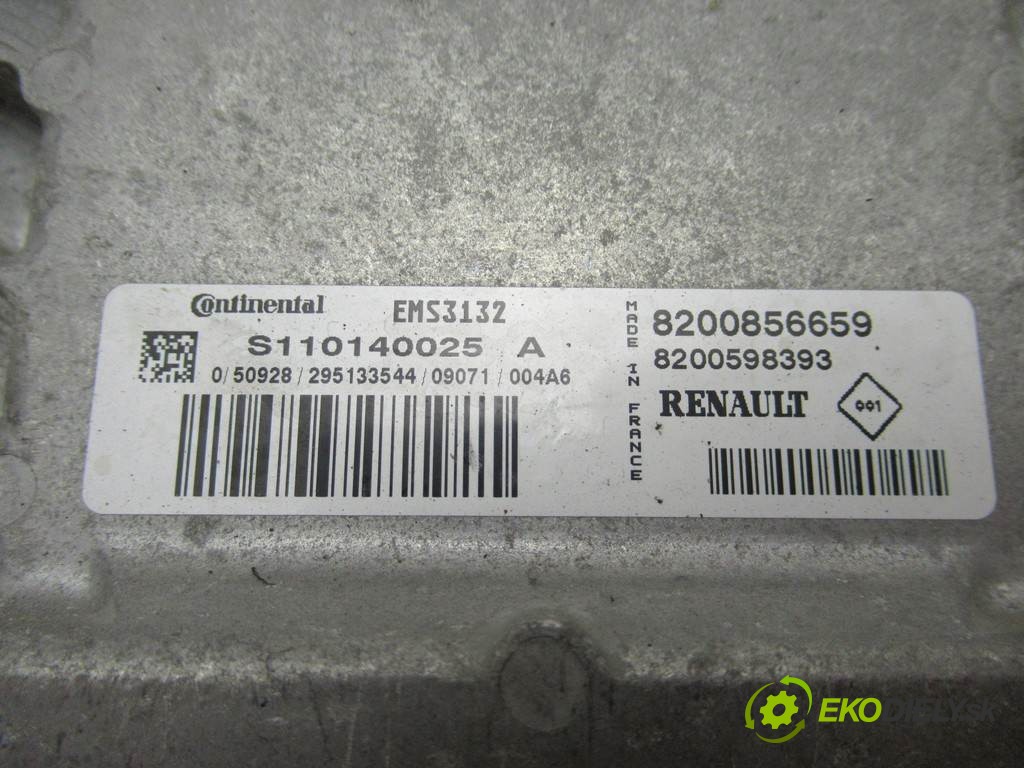 Continental EMS3132
S110140025 A
0/50928/295133544/09071/004A6
MADE IN FRANCE
8200856659
8200598393
RENAULT 001
EKODIELY.SK